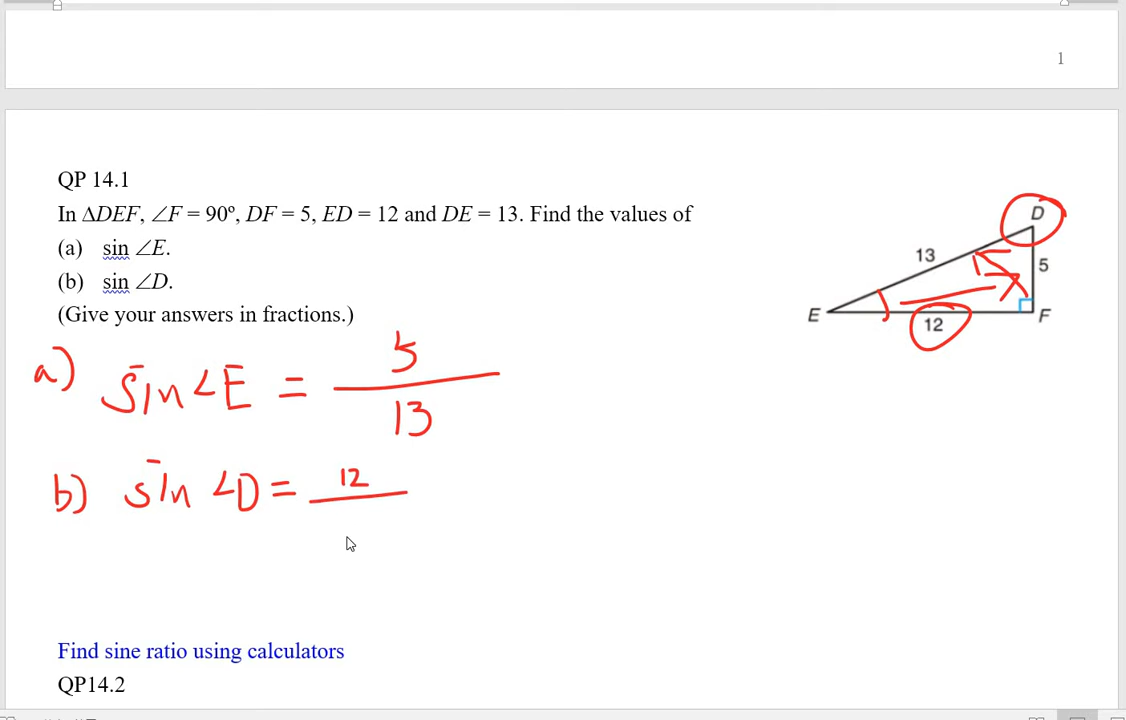 1
QP 14.1
In ΔDEF, ∠F = 90º, DF = 5, ED = 12 and DE = 13. Find the values of
(a) sin ∠E.
(b) sin ∠D.
(Give your answers in fractions.)
D
13
5
E
12
F
a) sin∠E = 5
13
b) sin ∠D = 12
Find sine ratio using calculators
QP14.2